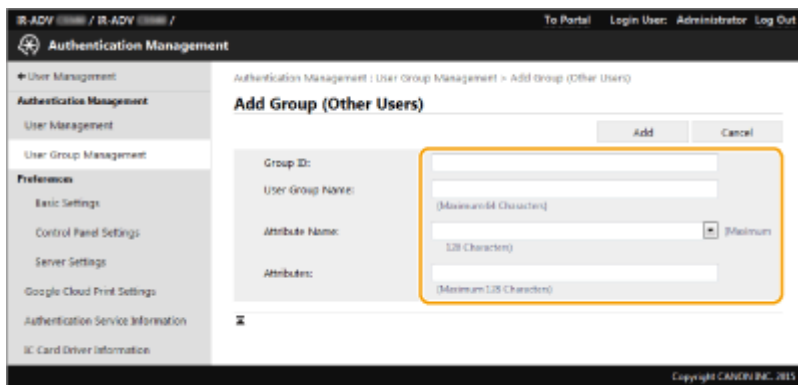 IR-ADV / IR-ADV /
To Portal Login User: Administrator Log Out
Authentication Management
User Management
Authentication Management
User Management
User Group Management
Preferences
Basic Settings
Control Panel Settings
Server Settings
Google Cloud Print Settings
Authentication Service Information
IC Card Driver Information
Authentication Management : User Group Management > Add Group (Other Users)
Add Group (Other Users)
Add Cancel
Group ID:
User Group Name:
(Maximum 64 Characters)
Attribute Name:
(Maximum
128 Characters)
Attributes:
(Maximum 128 Characters)
Copyright CANON INC. 2015